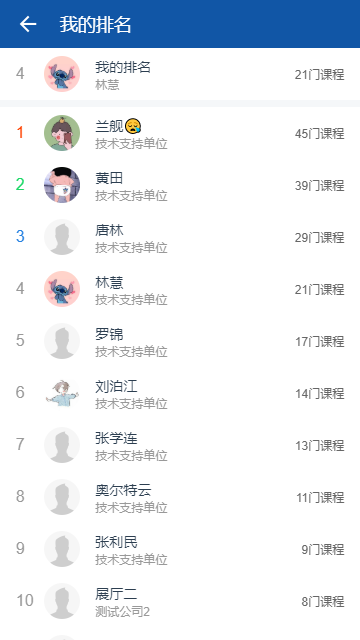 我的排名
4
我的排名
林慧
21门课程
1
兰舰😪
技术支持单位
45门课程
2
黄田
技术支持单位
39门课程
3
唐林
技术支持单位
29门课程
4
林慧
技术支持单位
21门课程
5
罗锦
技术支持单位
17门课程
6
刘泊江
技术支持单位
14门课程
7
张学连
技术支持单位
13门课程
8
奥尔特云
技术支持单位
11门课程
9
张利民
技术支持单位
9门课程
10
展厅二
测试公司2
8门课程